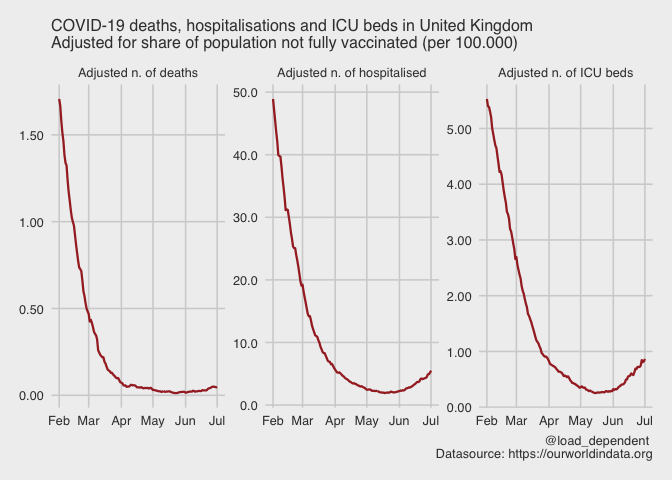 COVID-19 deaths, hospitalisations and ICU beds in United Kingdom
Adjusted for share of population not fully vaccinated (per 100.000)
Adjusted n. of deaths
1.50
1.00
0.50
0.00
Feb Mar Apr May Jun Jul
Adjusted n. of hospitalised
50.0
40.0
30.0
20.0
10.0
0.0
Feb Mar Apr May Jun Jul
Adjusted n. of ICU beds
5.00
4.00
3.00
2.00
1.00
0.00
Feb Mar Apr May Jun Jul
@load_dependent
Datasource: https://ourworldindata.org